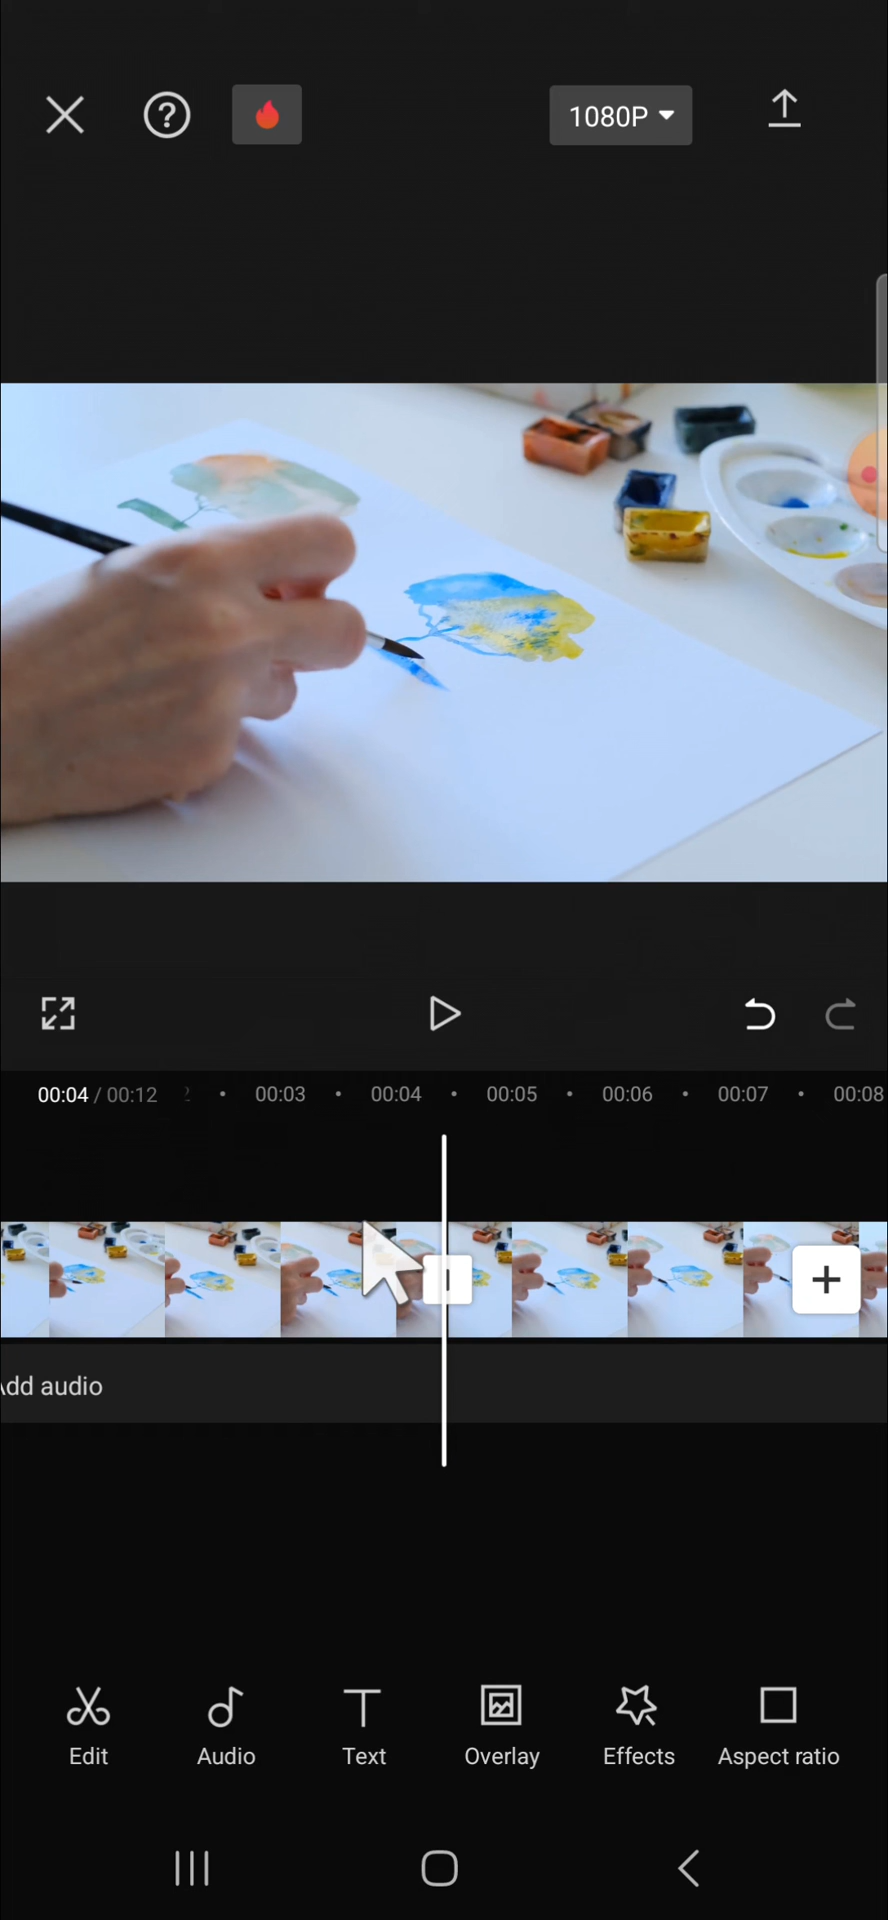 1080P
00:04 / 00:12 2 00:03 00:04 00:05 00:06 00:07 00:08
dd audio
Edit Audio Text Overlay Effects Aspect ratio